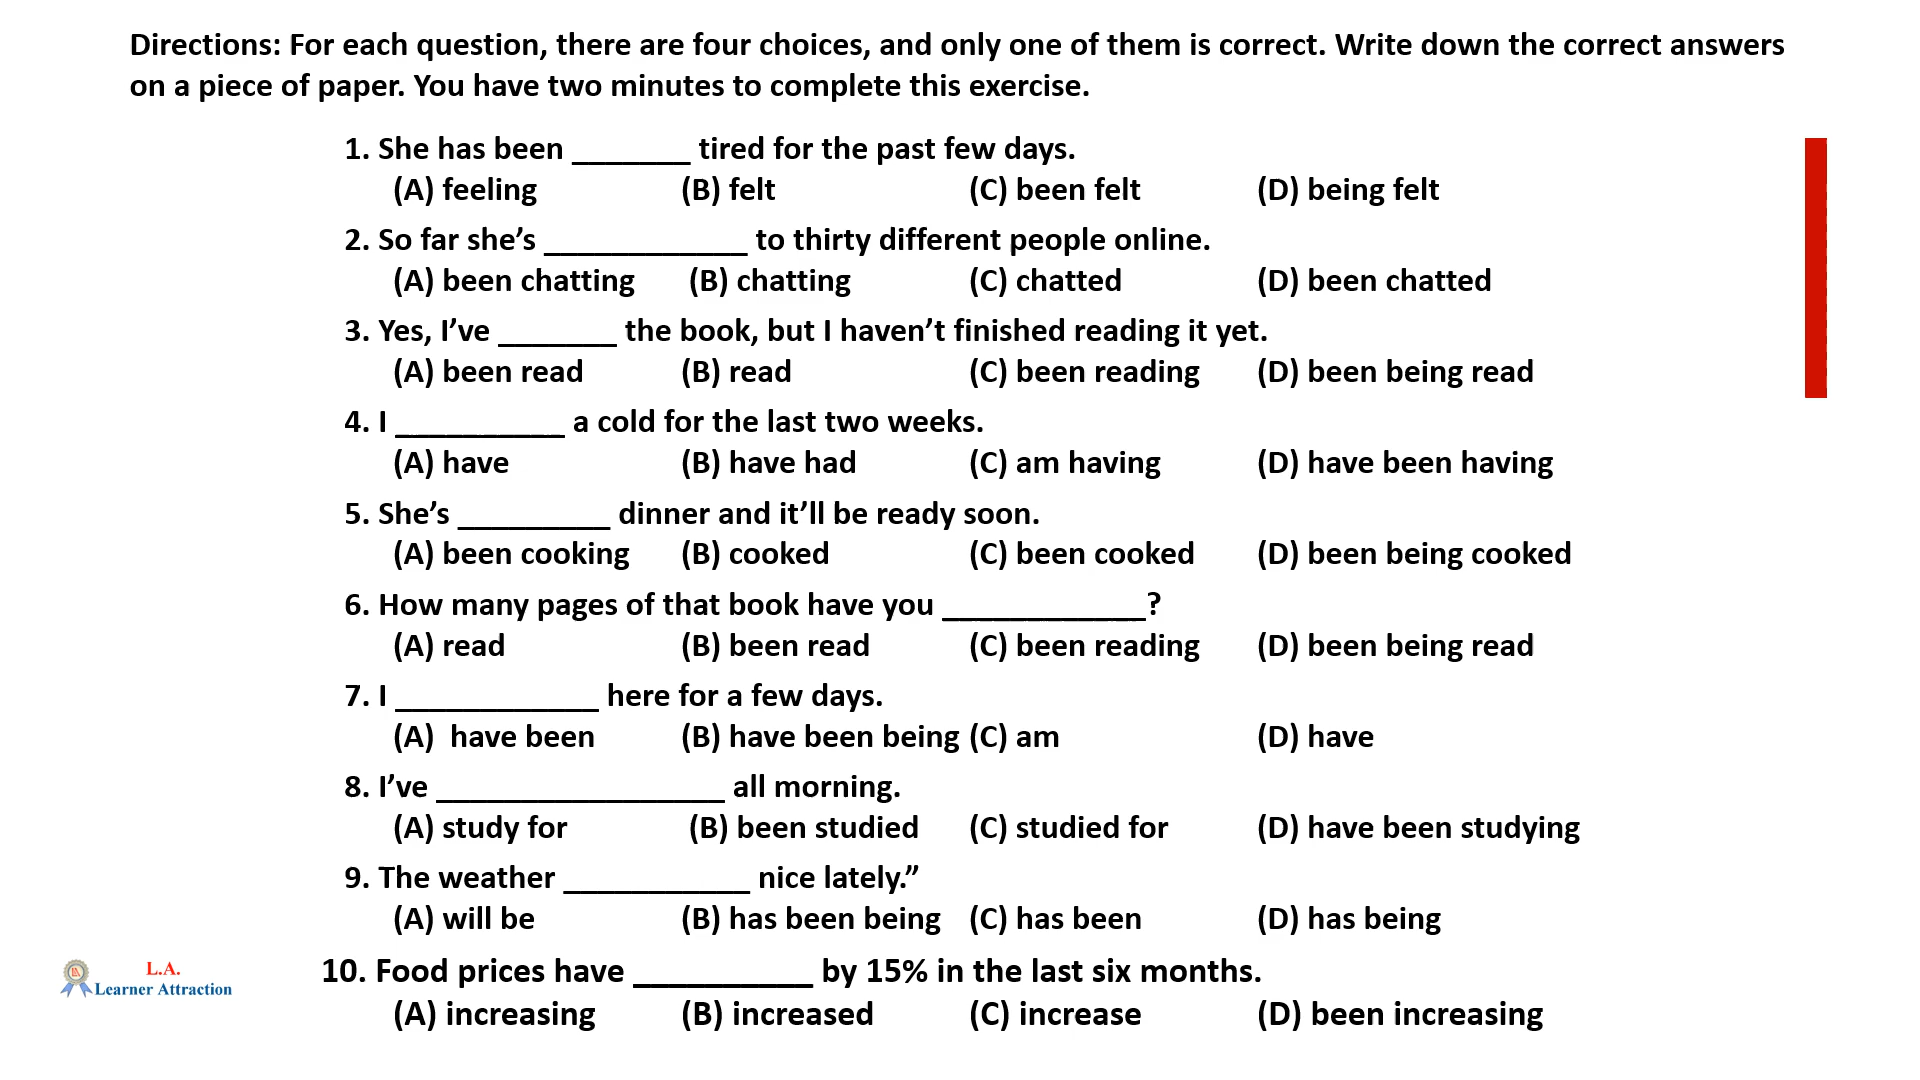 Directions: For each question, there are four choices, and only one of them is correct. Write down the correct answers
on a piece of paper. You have two minutes to complete this exercise.
1. She has been _______ tired for the past few days.
(A) feeling (B) felt (C) been felt (D) being felt
2. So far she’s ____________ to thirty different people online.
(A) been chatting (B) chatting (C) chatted (D) been chatted
3. Yes, I’ve _______ the book, but I haven’t finished reading it yet.
(A) been read (B) read (C) been reading (D) been being read
4. I __________ a cold for the last two weeks.
(A) have (B) have had (C) am having (D) have been having
5. She’s _________ dinner and it’ll be ready soon.
(A) been cooking (B) cooked (C) been cooked (D) been being cooked
6. How many pages of that book have you ____________?
(A) read (B) been read (C) been reading (D) been being read
7. I ____________ here for a few days.
(A) have been (B) have been being (C) am (D) have
8. I’ve _________________ all morning.
(A) study for (B) been studied (C) studied for (D) have been studying
9. The weather ___________ nice lately.”
(A) will be (B) has been being (C) has been (D) has being
10. Food prices have __________ by 15% in the last six months.
(A) increasing (B) increased (C) increase (D) been increasing
L.A.
Learner Attraction